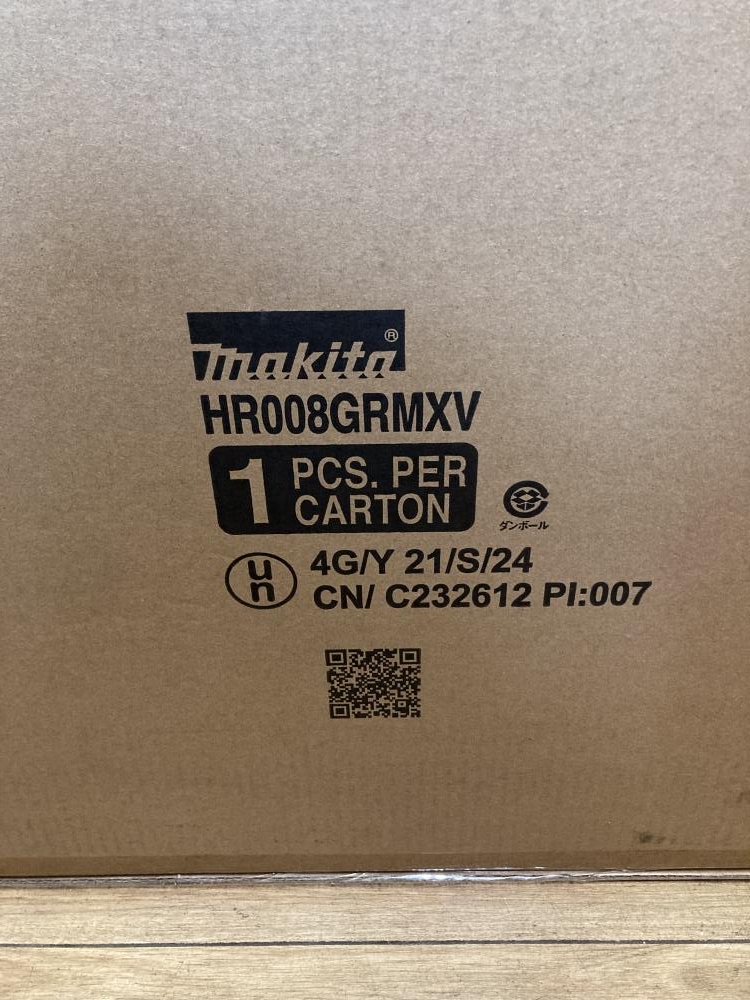 makita®
HR008GRMXV
1 PCS. PER
CARTON
ダンボール
un 4G/Y 21/S/24
CN/ C232612 PI:007